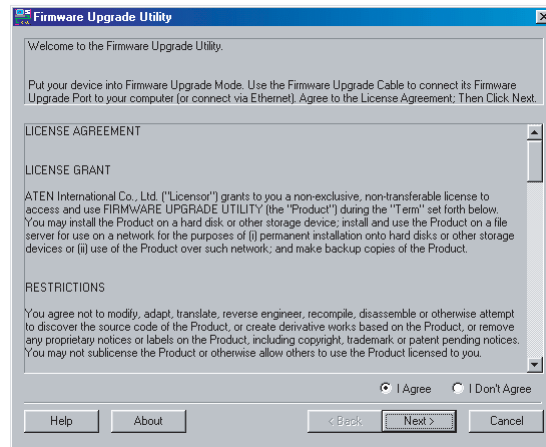 Firmware Upgrade Utility
Welcome to the Firmware Upgrade Utility.
Put your device into Firmware Upgrade Mode. Use the Firmware Upgrade Cable to connect its Firmware
Upgrade Port to your computer (or connect via Ethernet). Agree to the License Agreement; Then Click Next.
LICENSE AGREEMENT
LICENSE GRANT
ATEN International Co., Ltd. ("Licensor") grants to you a non-exclusive, non-transferable license to
access and use FIRMWARE UPGRADE UTILITY (the "Product") during the "Term" set forth below.
You may install the Product on a hard disk or other storage device; install and use the Product on a file
server for use on a network for the purposes of (i) permanent installation onto hard disks or other storage
devices or (ii) use of the Product over such network; and make backup copies of the Product.
RESTRICTIONS
You agree not to modify, adapt, translate, reverse engineer, recompile, disassemble or otherwise attempt
to discover the source code of the Product, or create derivative works based on the Product, or remove
any proprietary notices or labels on the Product, including copyright, trademark or patent pending notices.
You may not sublicense the Product or otherwise allow others to use the Product licensed to you.
I Agree I Don't Agree
Help About < Back Next > Cancel